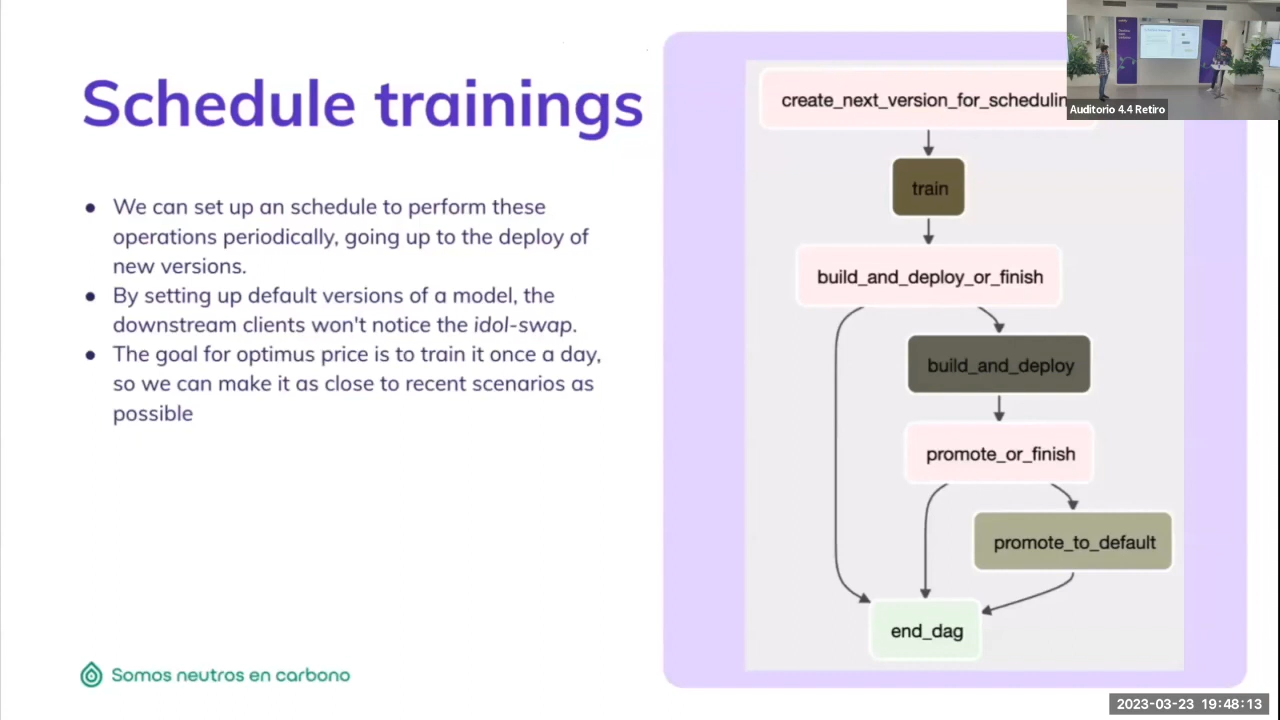 Schedule trainings
● We can set up an schedule to perform these
operations periodically, going up to the deploy of
new versions.
● By setting up default versions of a model, the
downstream clients won't notice the idol-swap.
● The goal for optimus price is to train it once a day,
so we can make it as close to recent scenarios as
possible
Somos neutros en carbono
create_next_version_for_schedulin
train
build_and_deploy_or_finish
build_and_deploy
promote_or_finish
promote_to_default
end_dag
Auditorio 4.4 Retiro
2023-03-23 19:48:13